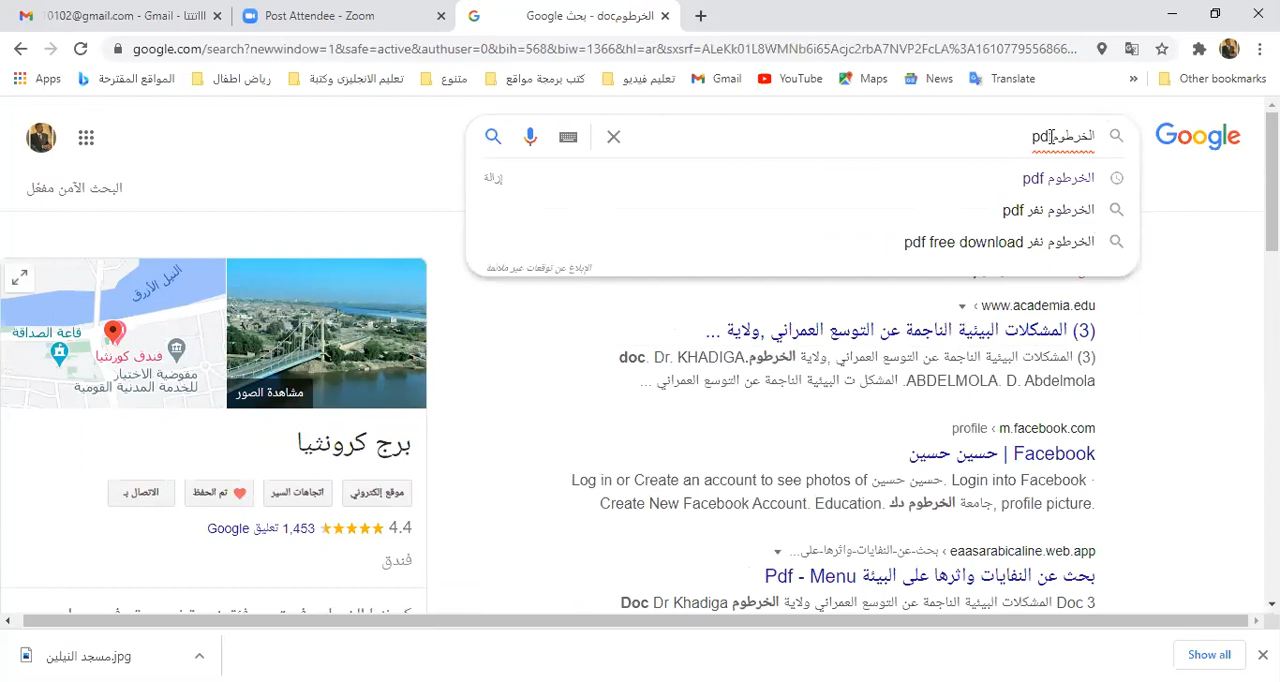 10102@gmail.com - Gmail - اااتتنا
Post Attendee - Zoom
الخرطومdoc - بحث Google
google.com/search?newwindow=1&safe=active&authuser=0&bih=568&biw=1366&hl=ar&sxsrf=ALeKk01L8WMNb6i65Acjc2rbA7NVP2FcLA%3A1610779556866...
Apps
المواقع المقترحة
رياض اطفال
تعليم الانجليزى وكتبة
متنوع
كتب برمجة مواقع
تعليم فيديو
Gmail
YouTube
Maps
News
Translate
»
Other bookmarks
Google
الخرطومpdf
الخرطوم pdf
إزالة
الخرطوم نفر pdf
الخرطوم نفر pdf free download
الإبلاغ عن توقعات غير ملائمة
البحث الآمن مفعّل
www.academia.edu ‹
(3) المشكلات البيئية الناجمة عن التوسع العمراني ,ولاية ...
(3) المشكلات البيئية الناجمة عن التوسع العمراني ,ولاية الخرطوم.doc. Dr. KHADIGA
ABDELMOLA. D. Abdelmola. المشكل ت البيئية الناجمة عن التوسع العمراني ...
m.facebook.com › profile
حسين حسين | Facebook
Log in or Create an account to see photos of حسين حسين. Login into Facebook ·
Create New Facebook Account. Education. جامعة الخرطوم دك, profile picture.
eaasarabicaline.web.app › بحث-عن-النفايات-واثرها-على...
بحث عن النفايات واثرها على البيئة Pdf - Menu
Doc 3 المشكلات البيئية الناجمة عن التوسع العمراني ولاية الخرطوم Doc Dr Khadiga
النيل الأزرق
قاعة الصداقة
فندق كورنثيا
مفوضية الاختيار
للخدمة المدنية القومية
مشاهدة الصور
برج كرونثيا
موقع إلكتروني
اتجاهات السير
تم الحفظ
الاتصال بـ
4.4
1,453 تعليق Google
فندق
مسجد النيلين.jpg
Show all